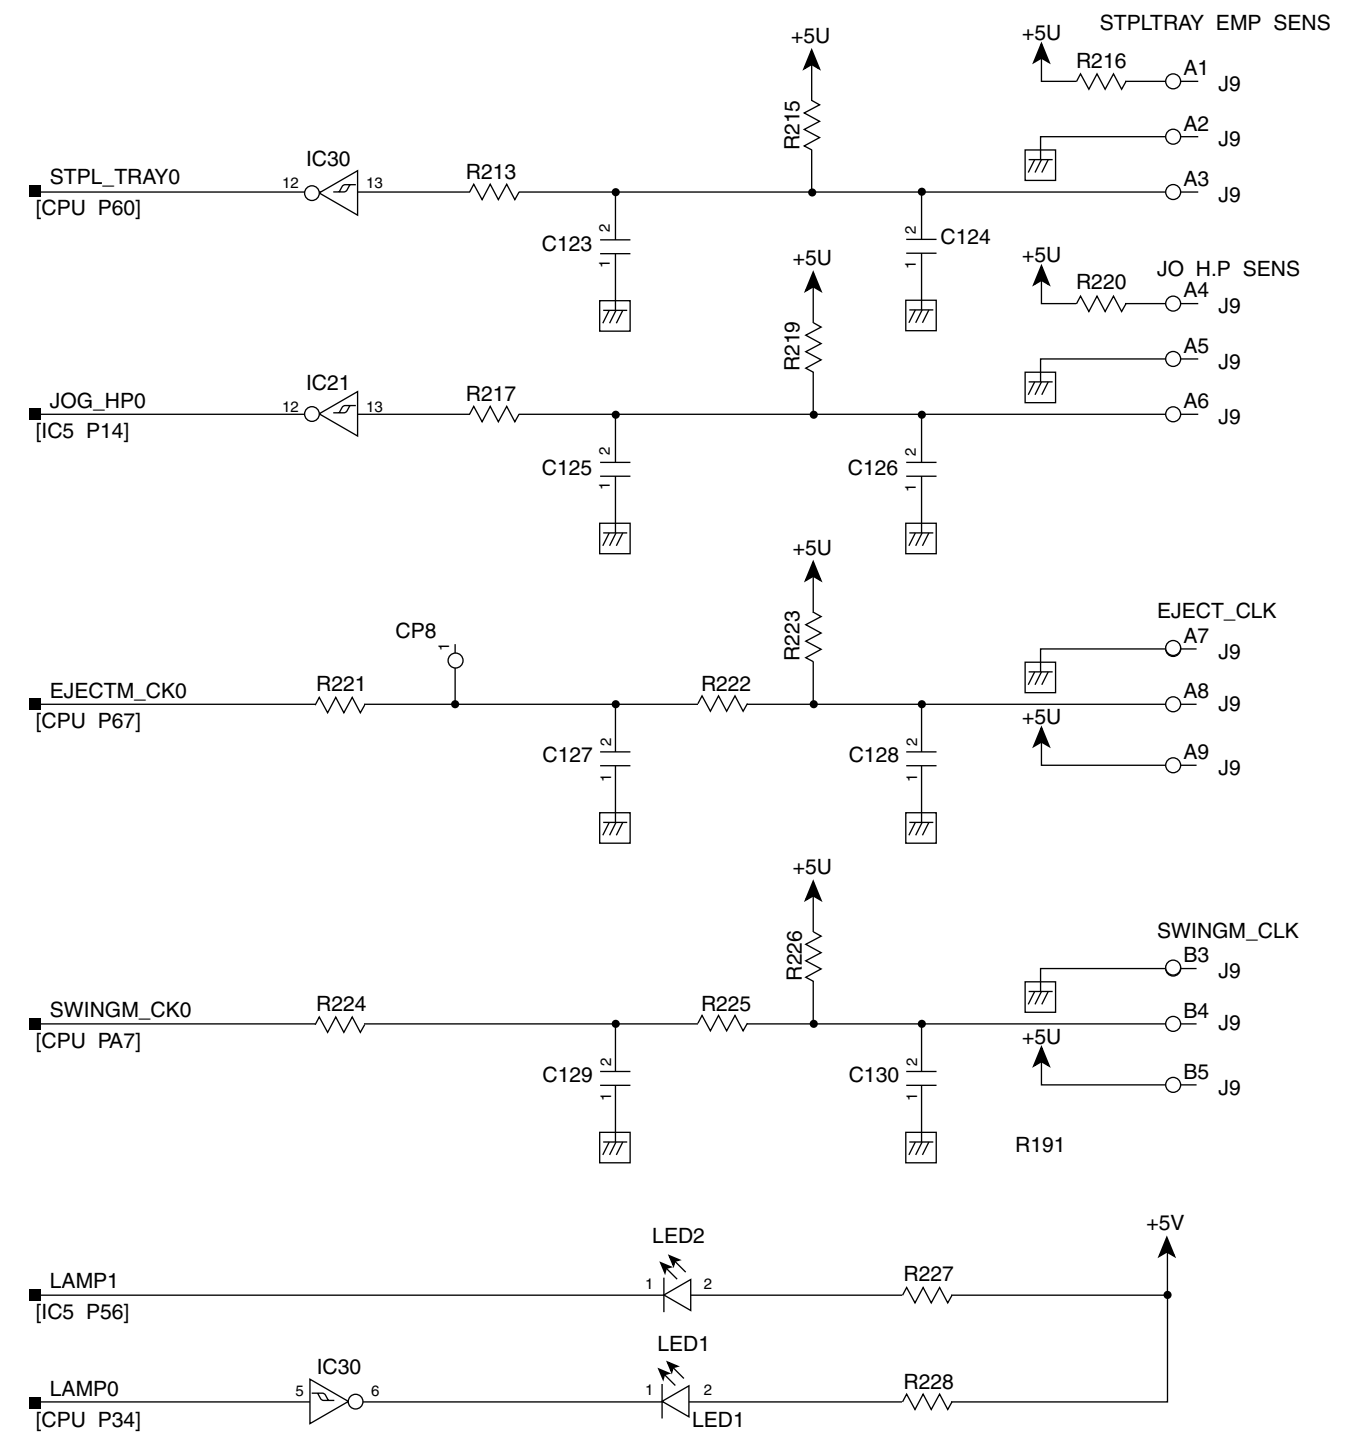 STPLTRAY EMP SENS
+5U
+5U
R216
A1
J9
R215
A2
J9
STPL_TRAY0
[CPU P60]
IC30
12
13
R213
A3
J9
C123
2
1
C124
2
1
+5U
+5U
JO H.P SENS
R220
A4
J9
R219
A5
J9
JOG_HP0
[IC5 P14]
IC21
12
13
R217
A6
J9
C125
2
1
C126
2
1
+5U
EJECT_CLK
CP8
1
R223
A7
J9
EJECTM_CK0
[CPU P67]
R221
R222
A8
J9
+5U
C127
2
1
C128
2
1
A9
J9
+5U
SWINGM_CLK
R226
B3
J9
SWINGM_CK0
[CPU PA7]
R224
R225
B4
J9
+5U
C129
2
1
C130
2
1
B5
J9
R191
+5V
LED2
LAMP1
[IC5 P56]
1
2
R227
LED1
LAMP0
[CPU P34]
IC30
5
6
1
2
LED1
R228